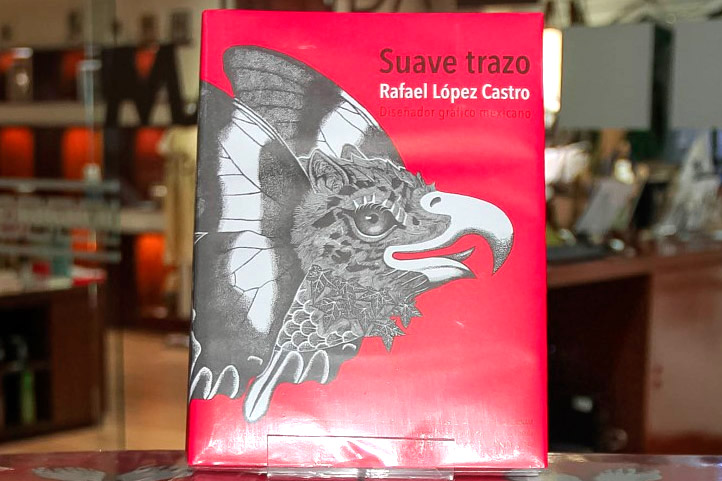 Suave trazo
Rafael López Castro
Diseñador gráfico mexicano